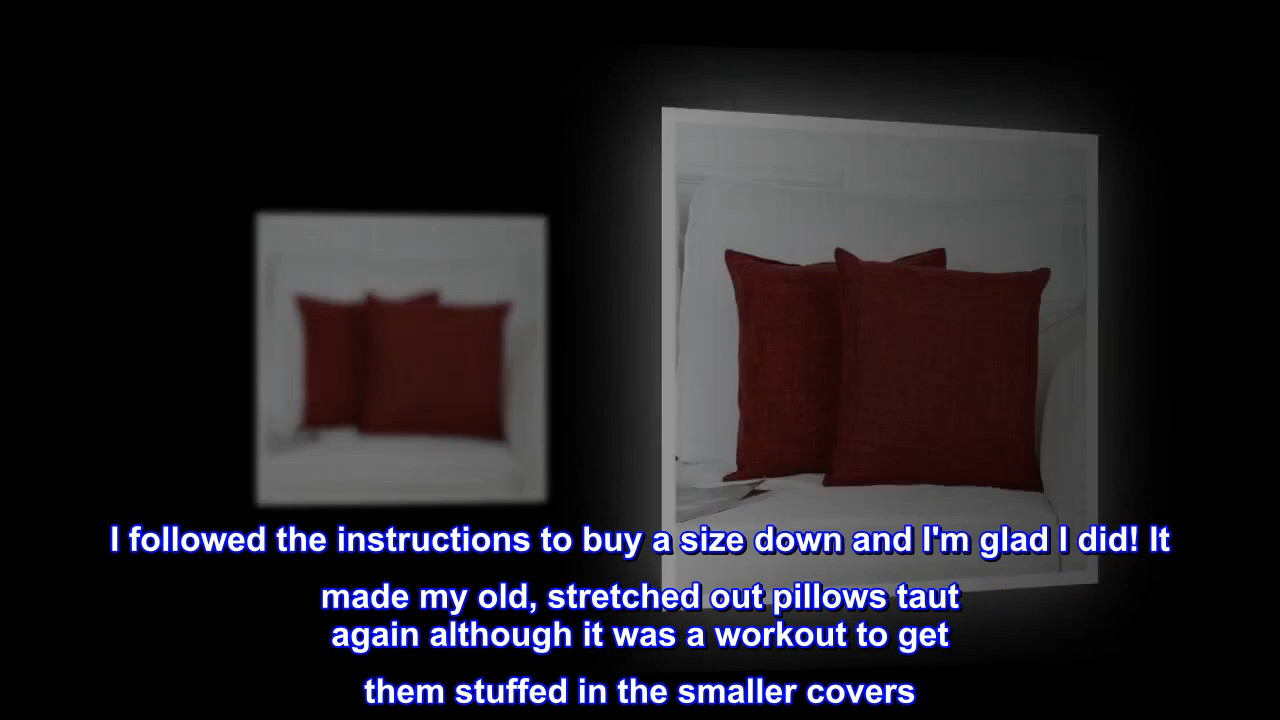 I followed the instructions to buy a size down and I'm glad I did! It
made my old, stretched out pillows taut
again although it was a workout to get
them stuffed in the smaller covers